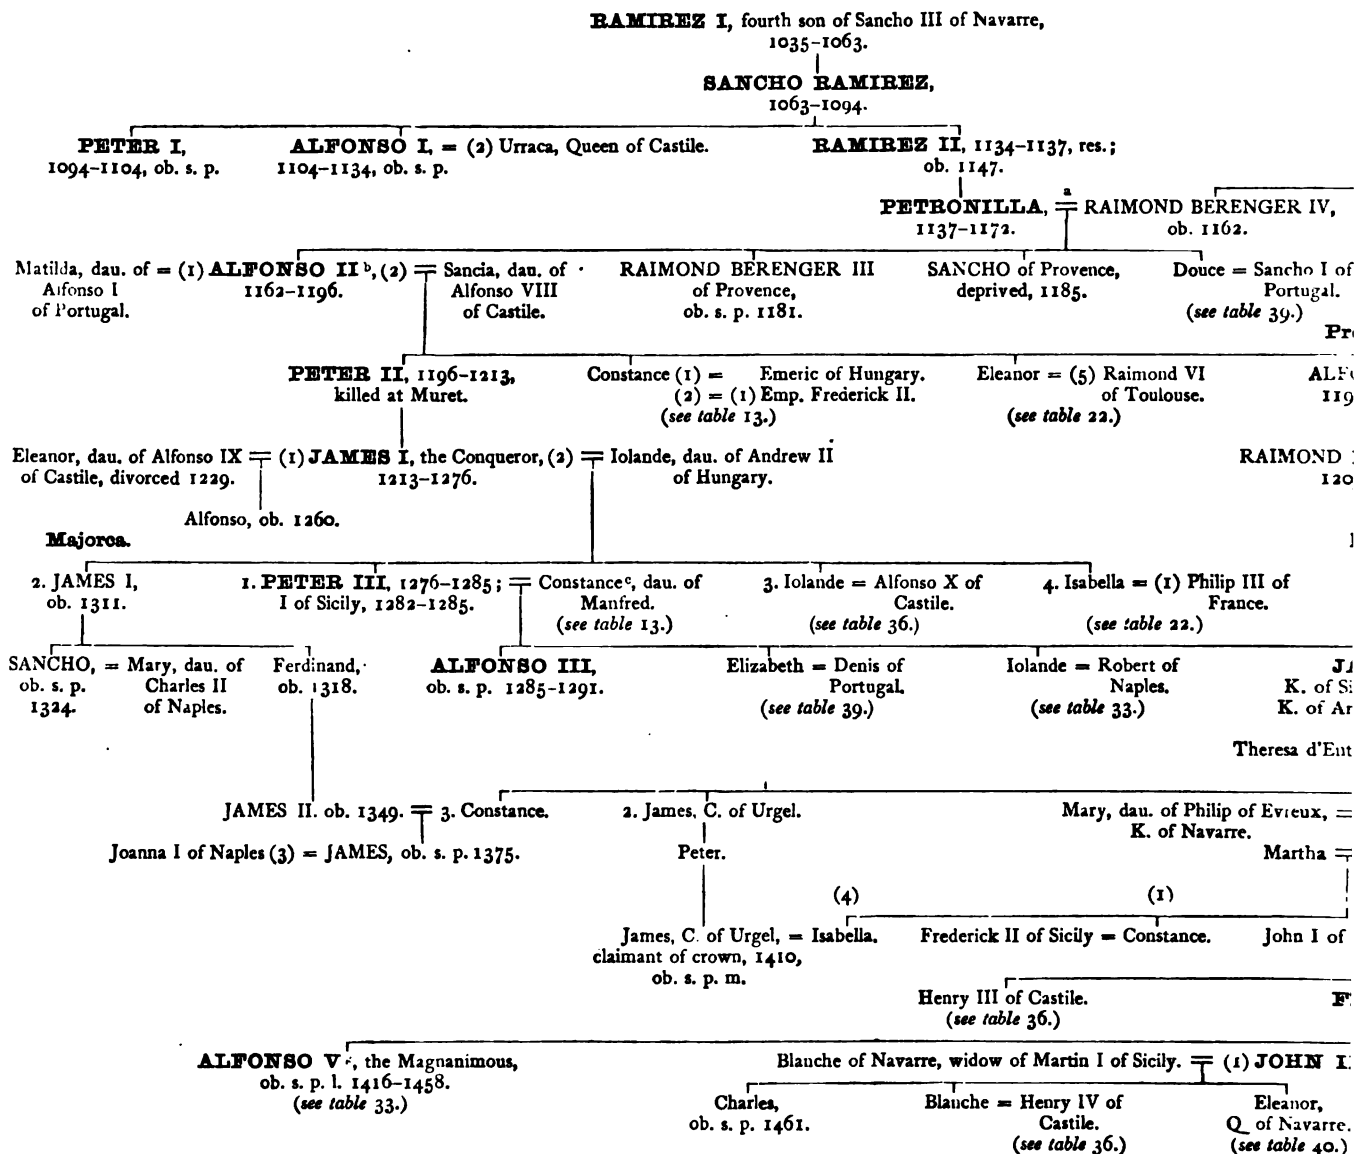 RAMIREZ I, fourth son of Sancho III of Navarre,
1035–1063.
SANCHO RAMIREZ,
1063–1094.
PETER I,
1094–1104, ob. s. p.
ALFONSO I, = (2) Urraca, Queen of Castile.
1104–1134, ob. s. p.
RAMIREZ II, 1134–1137, res.;
ob. 1147.
PETRONILLA, a = RAIMOND BERENGER IV,
1137–1172.
ob. 1162.
Matilda, dau. of = (1) ALFONSO II b, (2) = Sancia, dau. of
Alfonso I
of Portugal.
1162–1196.
Alfonso VIII
of Castile.
RAIMOND BERENGER III
of Provence,
ob. s. p. 1181.
SANCHO of Provence,
deprived, 1185.
Douce = Sancho I of
Portugal.
(see table 39.)
PETER II, 1196–1213,
killed at Muret.
Constance (1) = Emeric of Hungary.
(2) = (1) Emp. Frederick II.
(see table 13.)
Eleanor = (5) Raimond VI
of Toulouse.
(see table 22.)
Eleanor, dau. of Alfonso IX = (1) JAMES I, the Conqueror, (2) = Iolande, dau. of Andrew II
of Castile, divorced 1229.
1213–1276.
of Hungary.
RAIMOND
Alfonso, ob. 1260.
Majorca.
2. JAMES I,
ob. 1311.
1. PETER III, 1276–1285; = Constance c, dau. of
I of Sicily, 1282–1285.
Manfred.
(see table 13.)
3. Iolande = Alfonso X of
Castile.
(see table 36.)
4. Isabella = (1) Philip III of
France.
(see table 22.)
SANCHO, = Mary, dau. of
ob. s. p.
1324.
Charles II
of Naples.
Ferdinand,
ob. 1318.
ALFONSO III,
ob. s. p. 1285–1291.
Elizabeth = Denis of
Portugal.
(see table 39.)
Iolande = Robert of
Naples.
(see table 33.)
K. of
K. of
Theresa
JAMES II. ob. 1349. = 3. Constance.
2. James, C. of Urgel.
Mary, dau. of Philip of Evreux, =
K. of Navarre.
Joanna I of Naples (3) = JAMES, ob. s. p. 1375.
Peter.
Martha =
(4)
(1)
James, C. of Urgel, = Isabella.
claimant of crown, 1410,
ob. s. p. m.
Frederick II of Sicily = Constance.
John I of
Henry III of Castile.
(see table 36.)
ALFONSO V, the Magnanimous,
ob. s. p. l. 1416–1458.
(see table 33.)
Blanche of Navarre, widow of Martin I of Sicily. = (1) JOHN
Charles,
ob. s. p. 1461.
Blanche = Henry IV of
Castile.
(see table 36.)
Eleanor,
Q of Navarre.
(see table 40.)